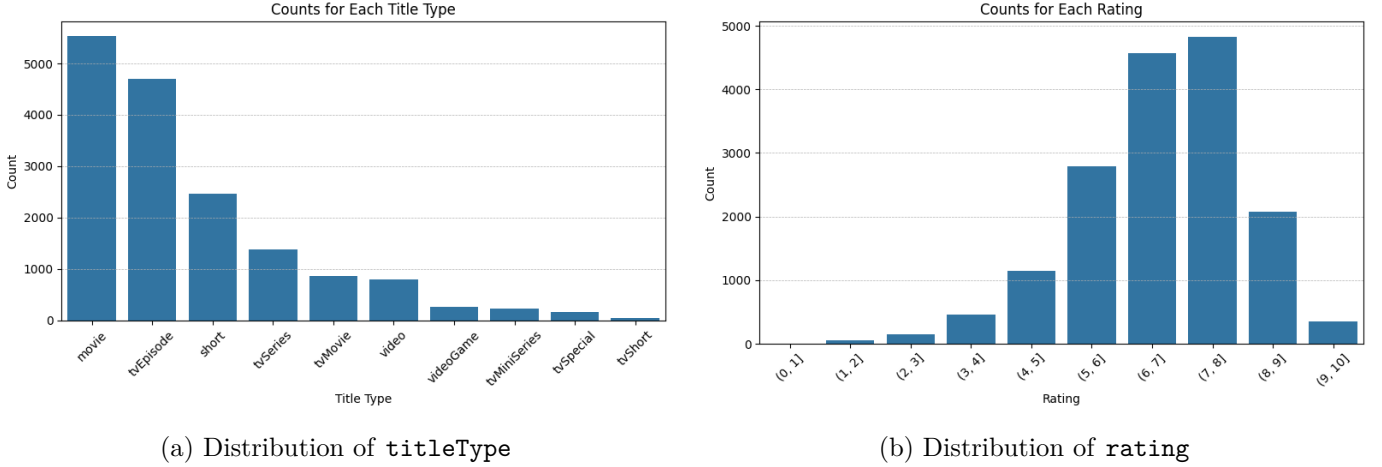 Counts for Each Title Type
Count
5000
4000
3000
2000
1000
0
movie
tvEpisode
short
tvSeries
tvMovie
video
videoGame
tvMiniSeries
tvSpecial
tvShort
Title Type
(a) Distribution of titleType
Counts for Each Rating
Count
5000
4000
3000
2000
1000
0
(0, 1]
(1, 2]
(2, 3]
(3, 4]
(4, 5]
(5, 6]
(6, 7]
(7, 8]
(8, 9]
(9, 10]
Rating
(b) Distribution of rating